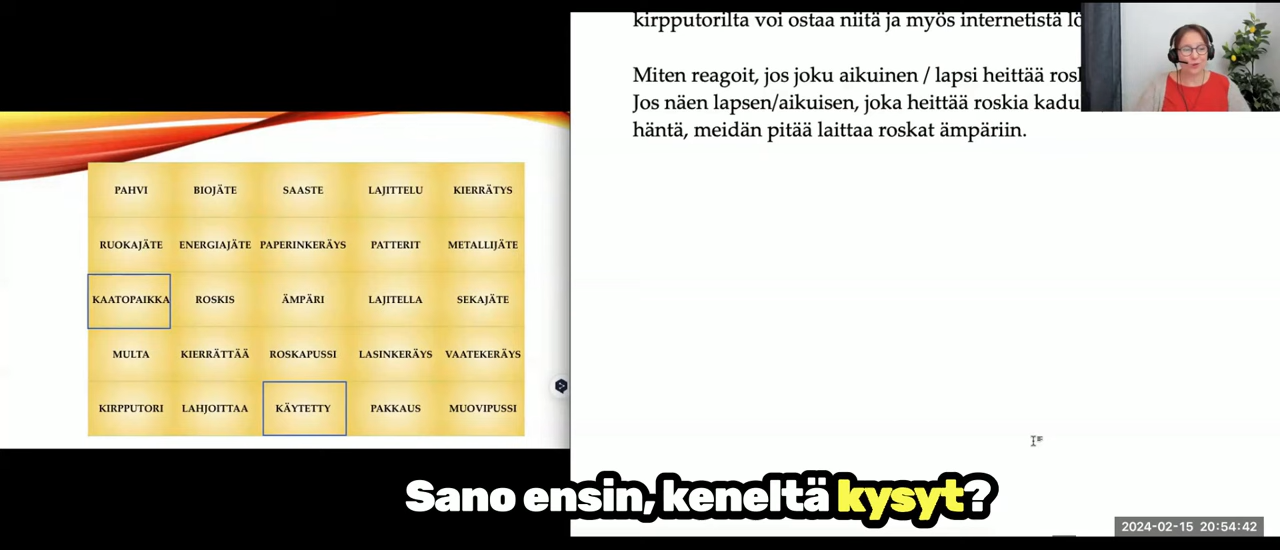 PAHVI BIOJÄTE SAASTE LAJITTELU KIERRÄTYS
RUOKAJÄTE ENERGIAJÄTE PAPERINKERÄYS PATTERIT METALLIJÄTE
KAATOPAIKKA ROSKIS ÄMPÄRI LAJITELLA SEKAJÄTE
MULTA KIERRÄTTÄÄ ROSKAPUSSI LASINKERÄYS VAATEKERÄYS
KIRPPUTORI LAHJOITTAA KÄYTETTY PAKKAUS MUOVIPUSSI
kirpputorilta voi ostaa niitä ja myös internetistä
Miten reagoit, jos joku aikuinen / lapsi heittää
Jos näen lapsen/aikuisen, joka heittää roskia
häntä, meidän pitää laittaa roskat ämpäriin.
Sano ensin, keneltä kysyt?
2024-02-15 20:54:42